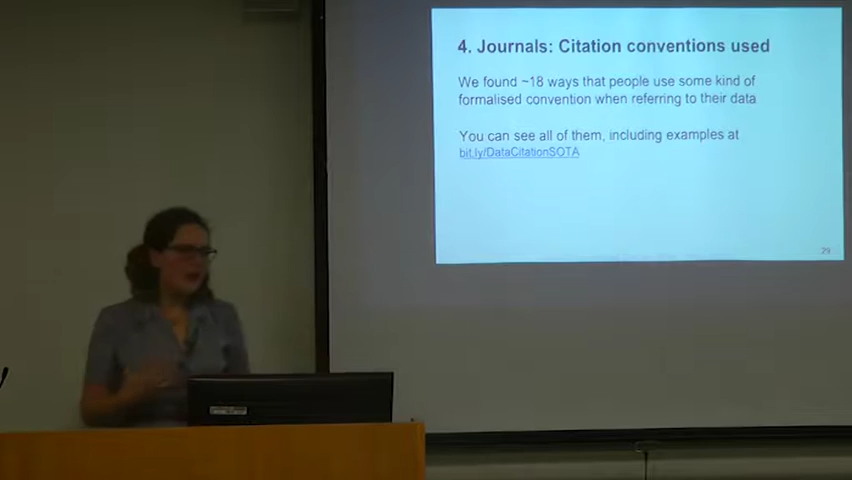 4. Journals: Citation conventions used
We found ~18 ways that people use some kind of
formalised convention when referring to their data
You can see all of them, including examples at
bit.ly/DataCitationSOTA
29